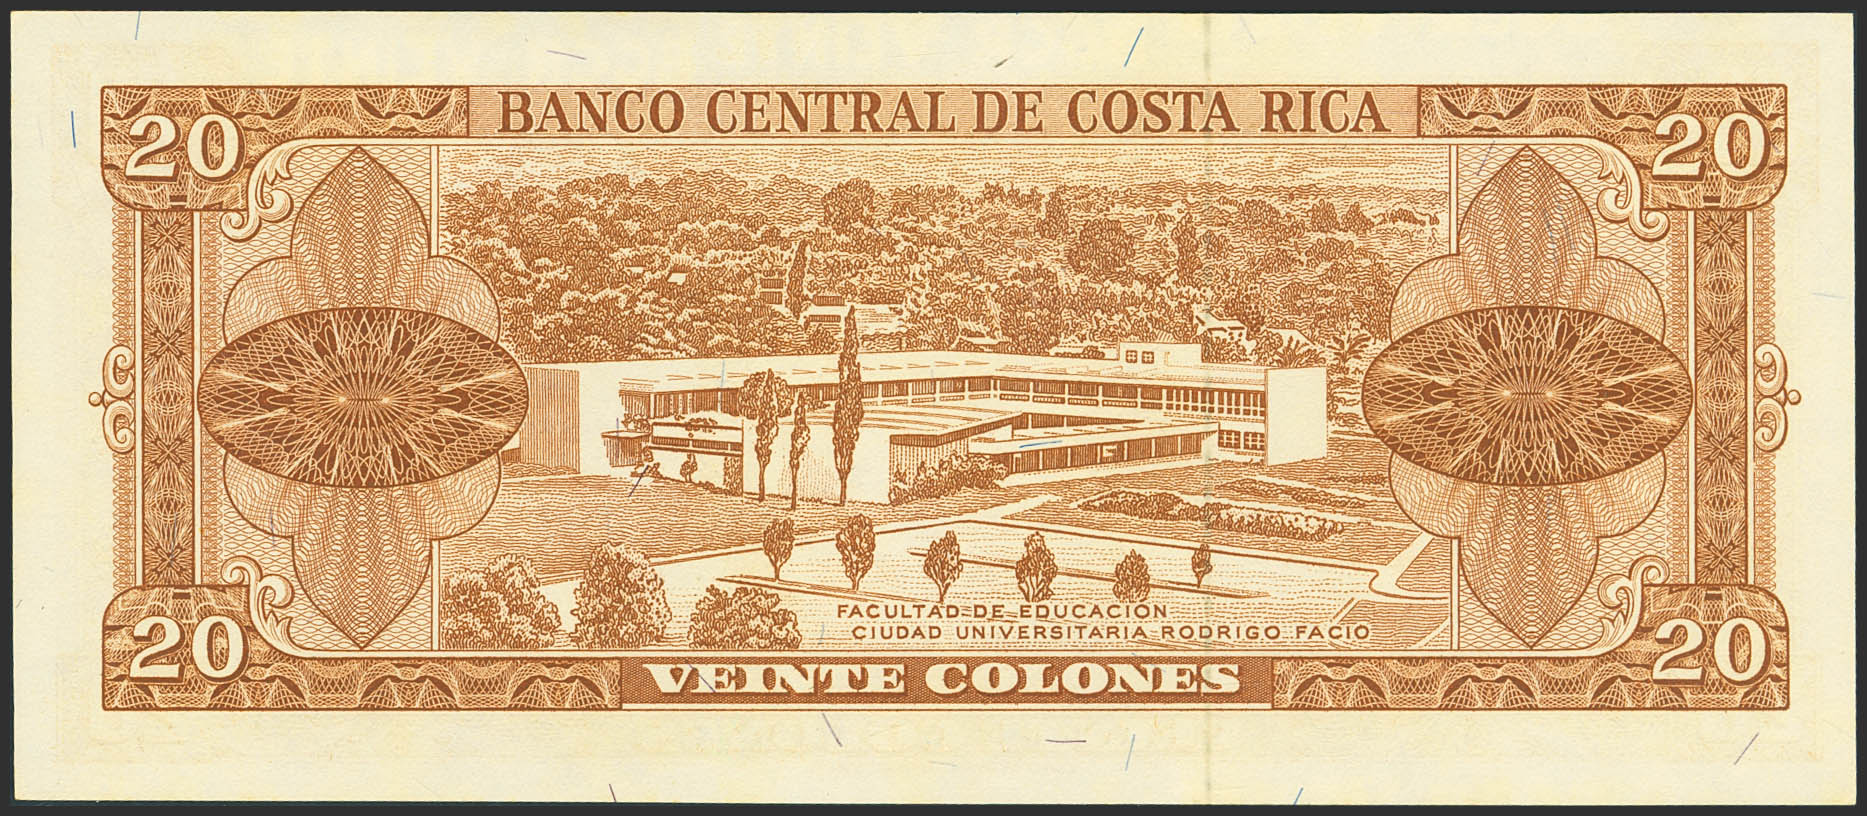 BANCO CENTRAL DE COSTA RICA
20
20
FACULTAD DE EDUCACION
CIUDAD UNIVERSITARIA RODRIGO FACIO
20
20
VEINTE COLONES